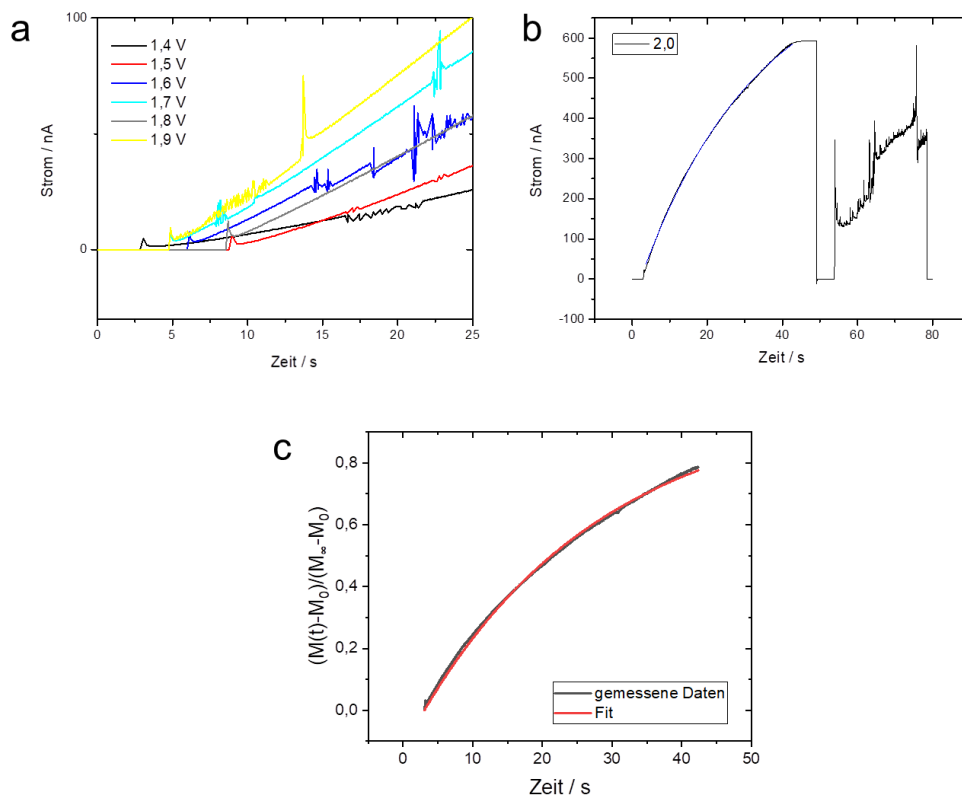 a
100
50
0
Strom / nA
0
5
10
15
20
25
Zeit / s
1,4 V
1,5 V
1,6 V
1,7 V
1,8 V
1,9 V
b
600
500
400
300
200
100
0
-100
Strom / nA
0
20
40
60
80
Zeit / s
2,0
c
0,8
0,6
0,4
0,2
0,0
(M(t)-M₀)/(M∞-M₀)
0
10
20
30
40
50
Zeit / s
gemessene Daten
Fit